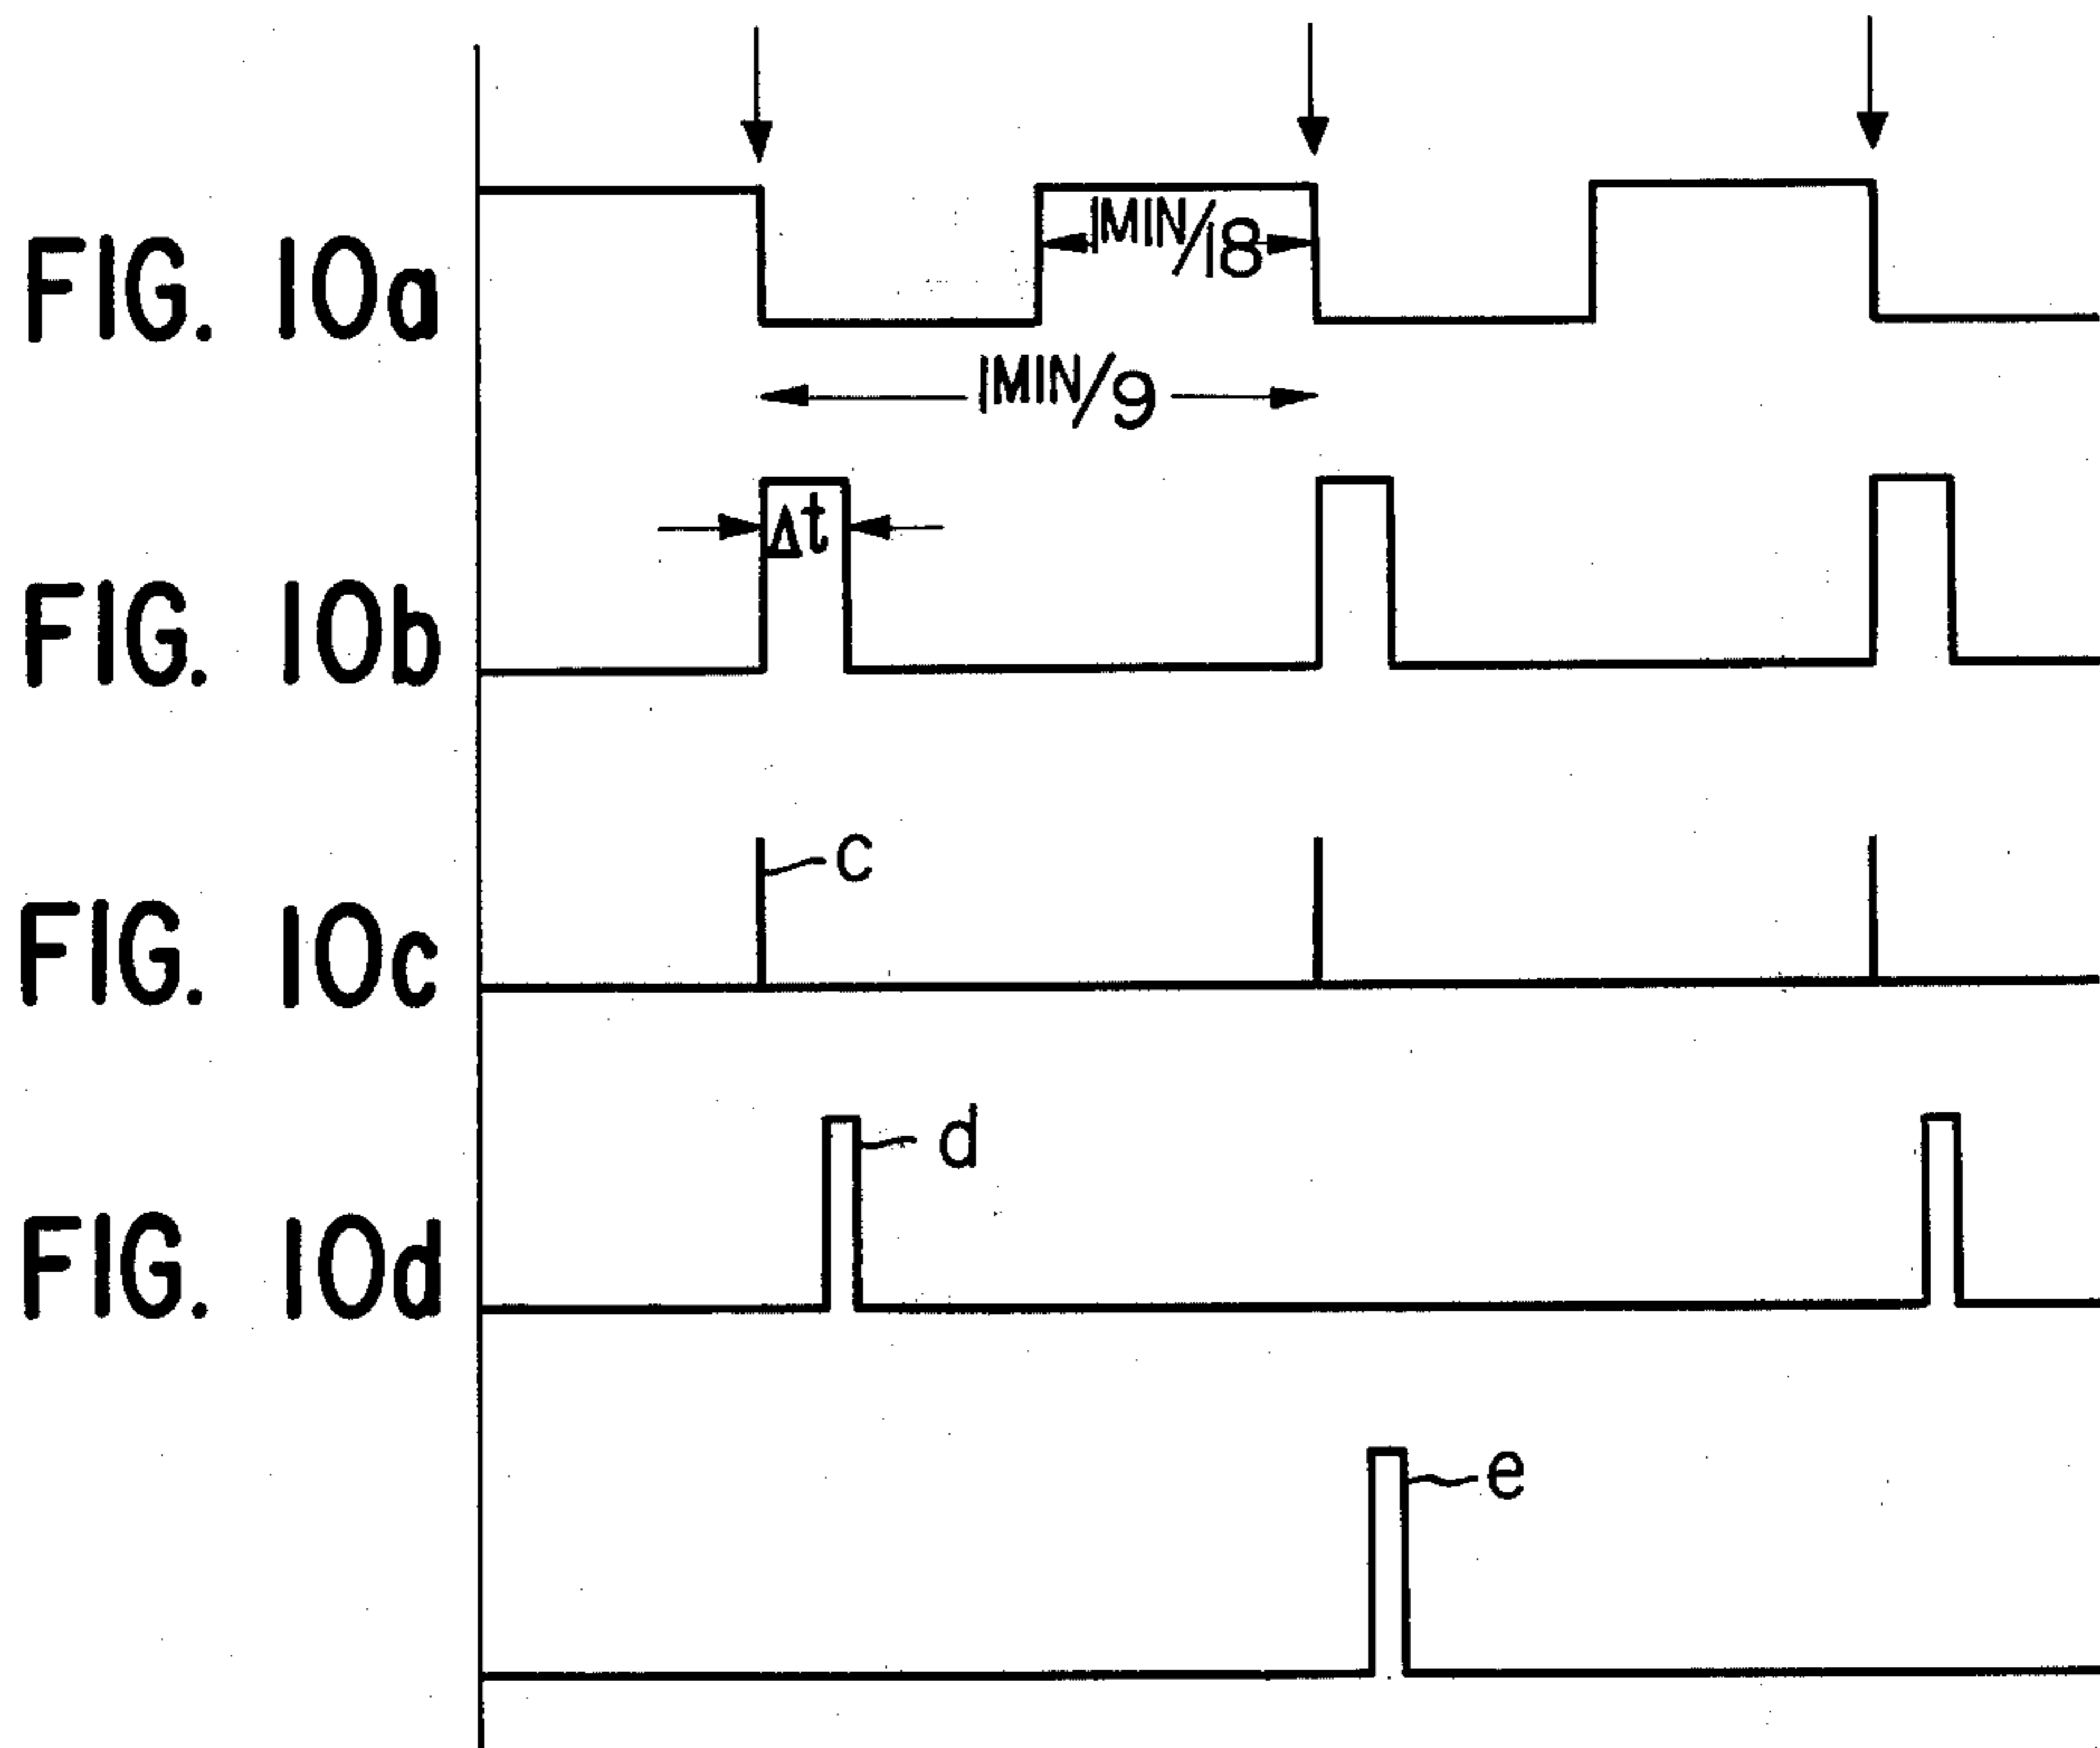 FIG. 10a
1MIN/18
1MIN/9
FIG. 10b
Δt
FIG. 10c
c
FIG. 10d
d
e